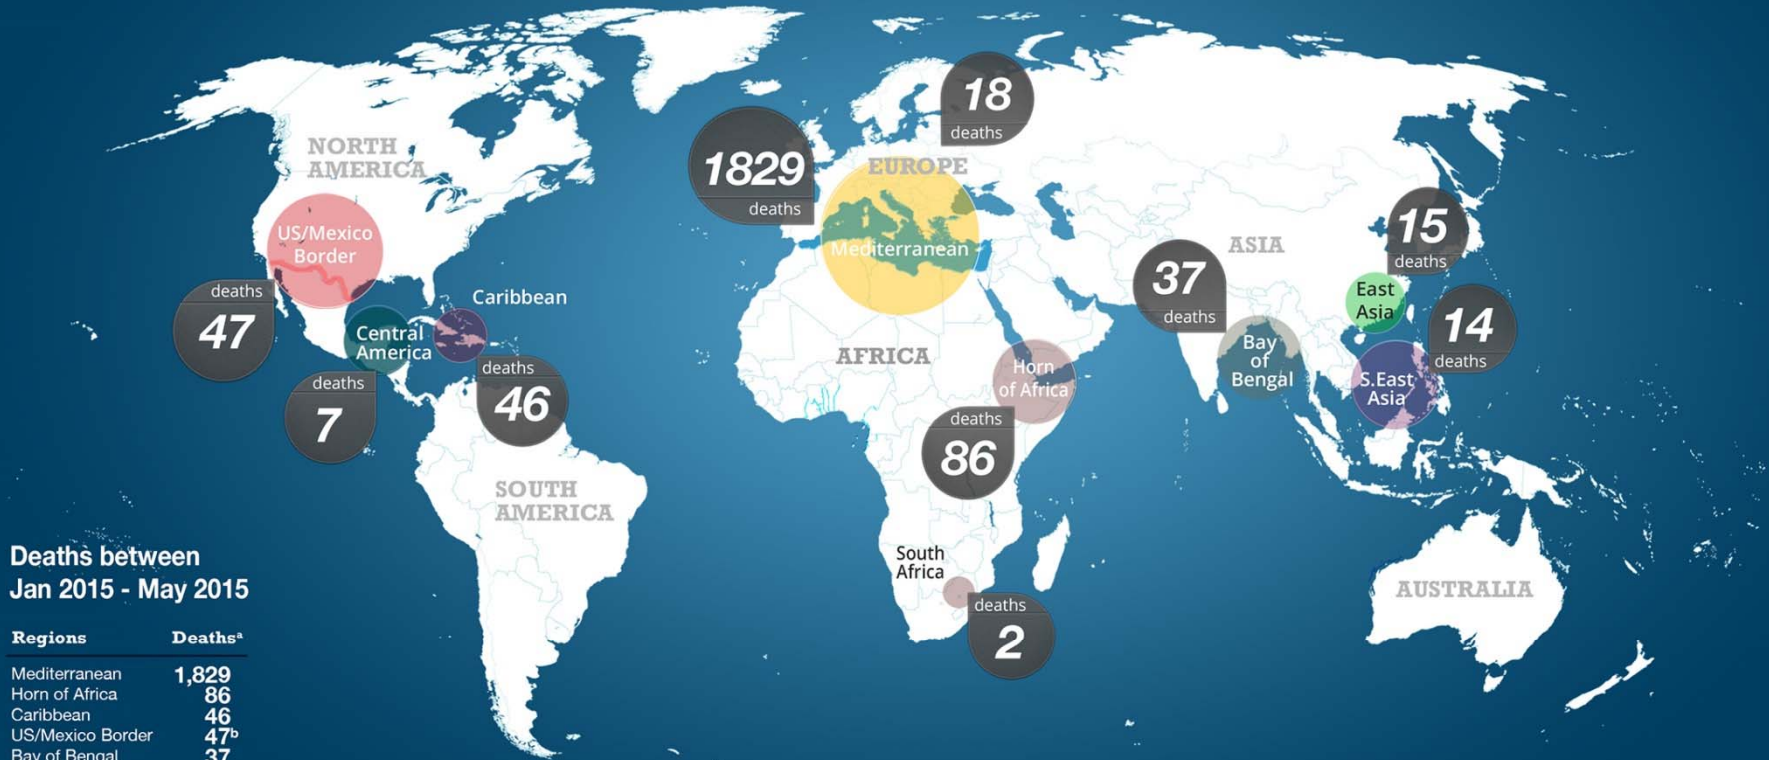 18
deaths
NORTH
AMERICA
1829
deaths
EUROPE
US/Mexico
Border
Mediterranean
ASIA
15
deaths
37
deaths
deaths
47
Caribbean
East
Asia
14
deaths
Central
America
AFRICA
Bay
of
Bengal
Horn
of Africa
S.East
Asia
deaths
7
deaths
46
deaths
86
SOUTH
AMERICA
South
Africa
AUSTRALIA
deaths
2
Deaths between
Jan 2015 - May 2015
Regions Deathsᵃ
Mediterranean 1,829
Horn of Africa 86
Caribbean 46
US/Mexico Border 47ᵇ
Bay of Bengal 37